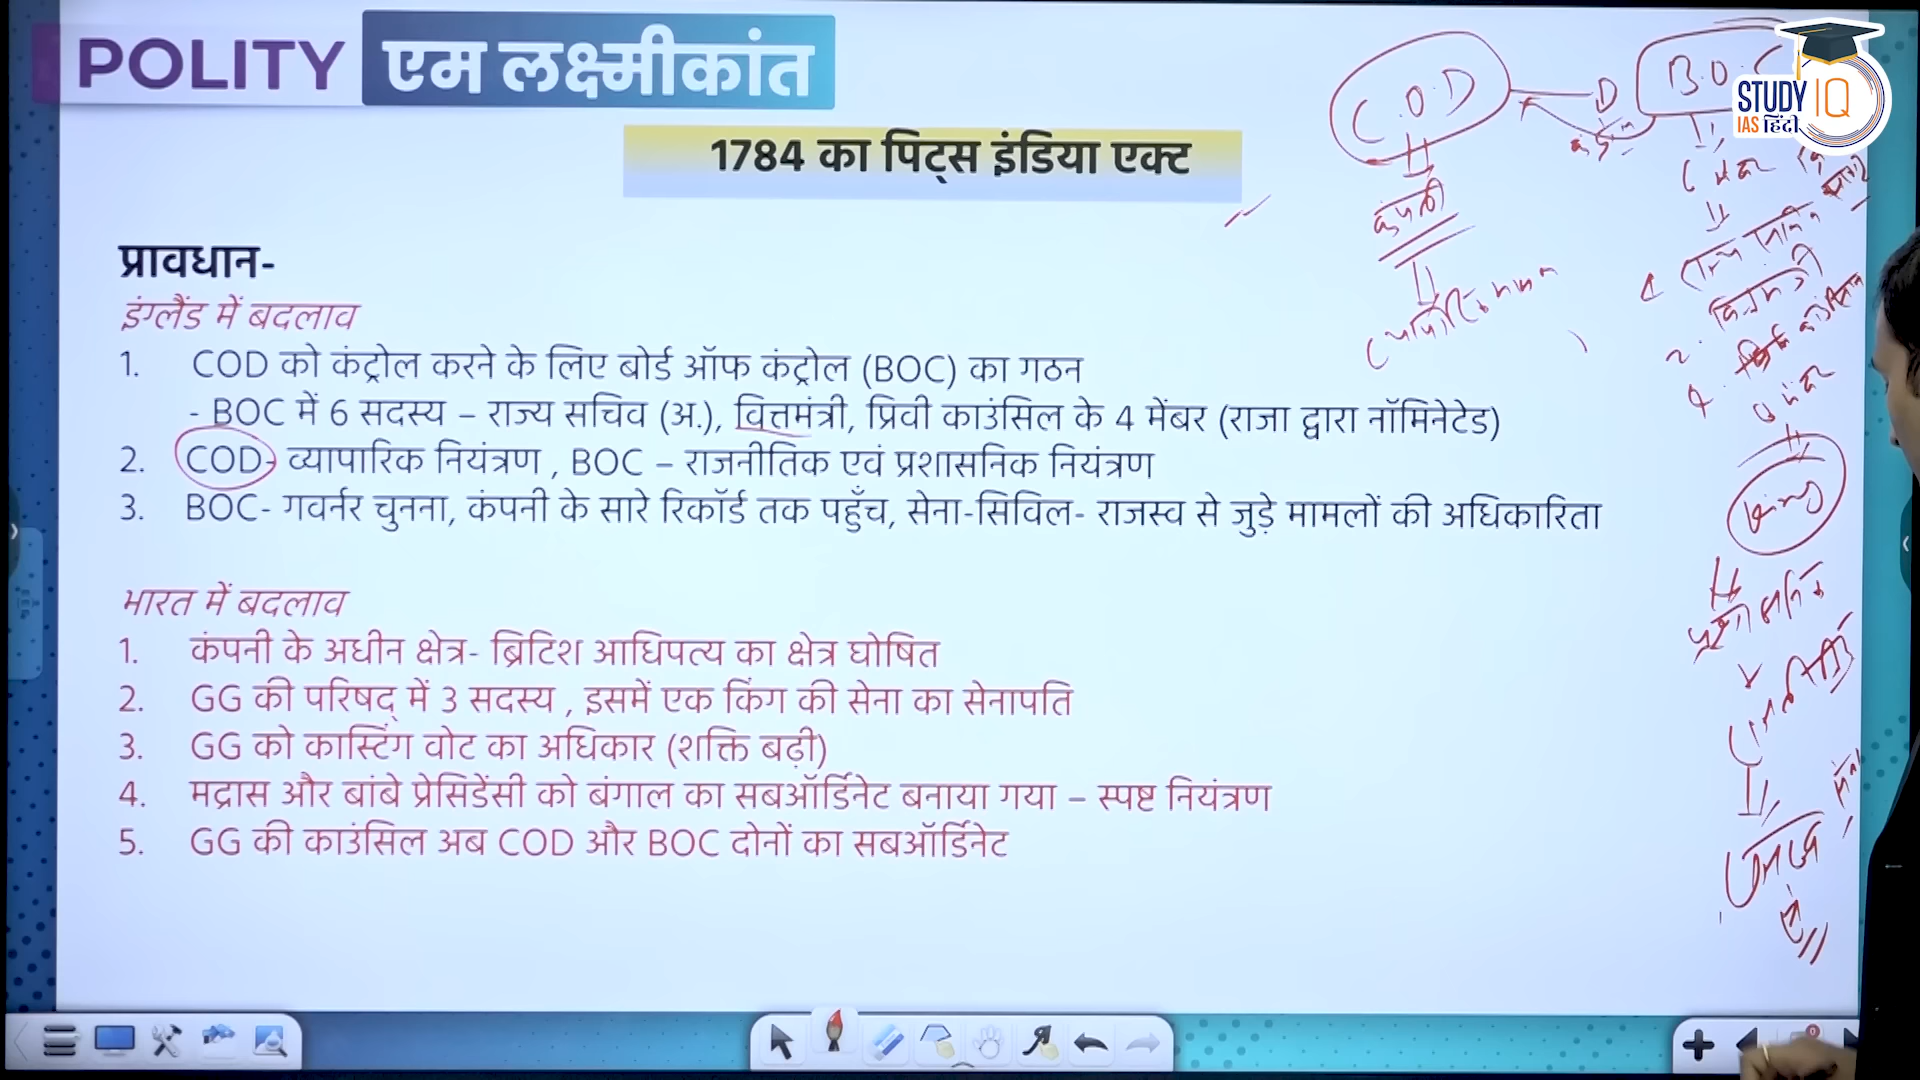 POLITY एम लक्ष्मीकांत
1784 का पिट्स इंडिया एक्ट
प्रावधान-
इंग्लैंड में बदलाव
1. COD को कंट्रोल करने के लिए बोर्ड ऑफ कंट्रोल (BOC) का गठन
- BOC में 6 सदस्य – राज्य सचिव (अ.), वित्तमंत्री, प्रिवी काउंसिल के 4 मेंबर (राजा द्वारा नॉमिनेटेड)
2. COD- व्यापारिक नियंत्रण , BOC – राजनीतिक एवं प्रशासनिक नियंत्रण
3. BOC- गवर्नर चुनना, कंपनी के सारे रिकॉर्ड तक पहुँच, सेना-सिविल- राजस्व से जुड़े मामलों की अधिकारिता
भारत में बदलाव
1. कंपनी के अधीन क्षेत्र- ब्रिटिश आधिपत्य का क्षेत्र घोषित
2. GG की परिषद् में 3 सदस्य , इसमें एक किंग की सेना का सेनापति
3. GG को कास्टिंग वोट का अधिकार (शक्ति बढ़ी)
4. मद्रास और बांबे प्रेसिडेंसी को बंगाल का सबऑर्डिनेट बनाया गया – स्पष्ट नियंत्रण
5. GG की काउंसिल अब COD और BOC दोनों का सबऑर्डिनेट
C.O.D
B.O.C
कंपनी
King
STUDY IQ
IAS हिंदी